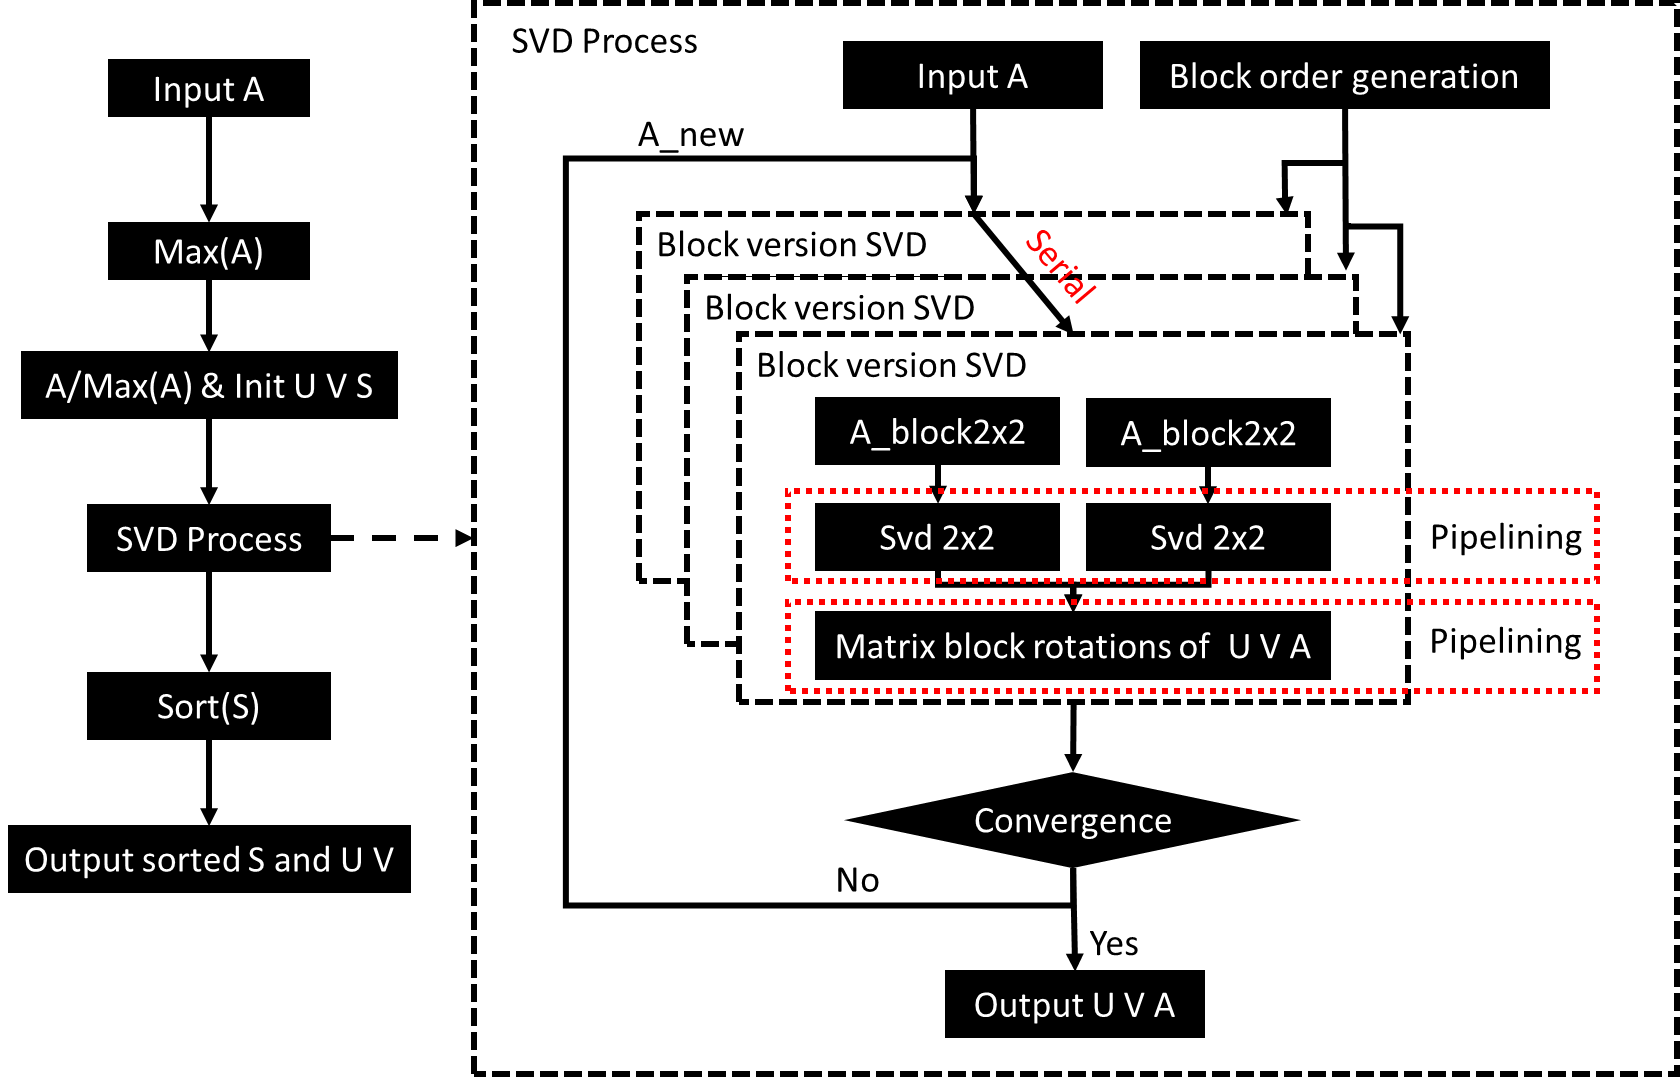 Input A
Max(A)
A/Max(A) & Init U V S
SVD Process
Sort(S)
Output sorted S and U V
SVD Process
Input A
Block order generation
A_new
Serial
Block version SVD
Block version SVD
Block version SVD
A_block2x2
A_block2x2
Svd 2x2
Svd 2x2
Pipelining
Matrix block rotations of U V A
Pipelining
Convergence
No
Yes
Output U V A